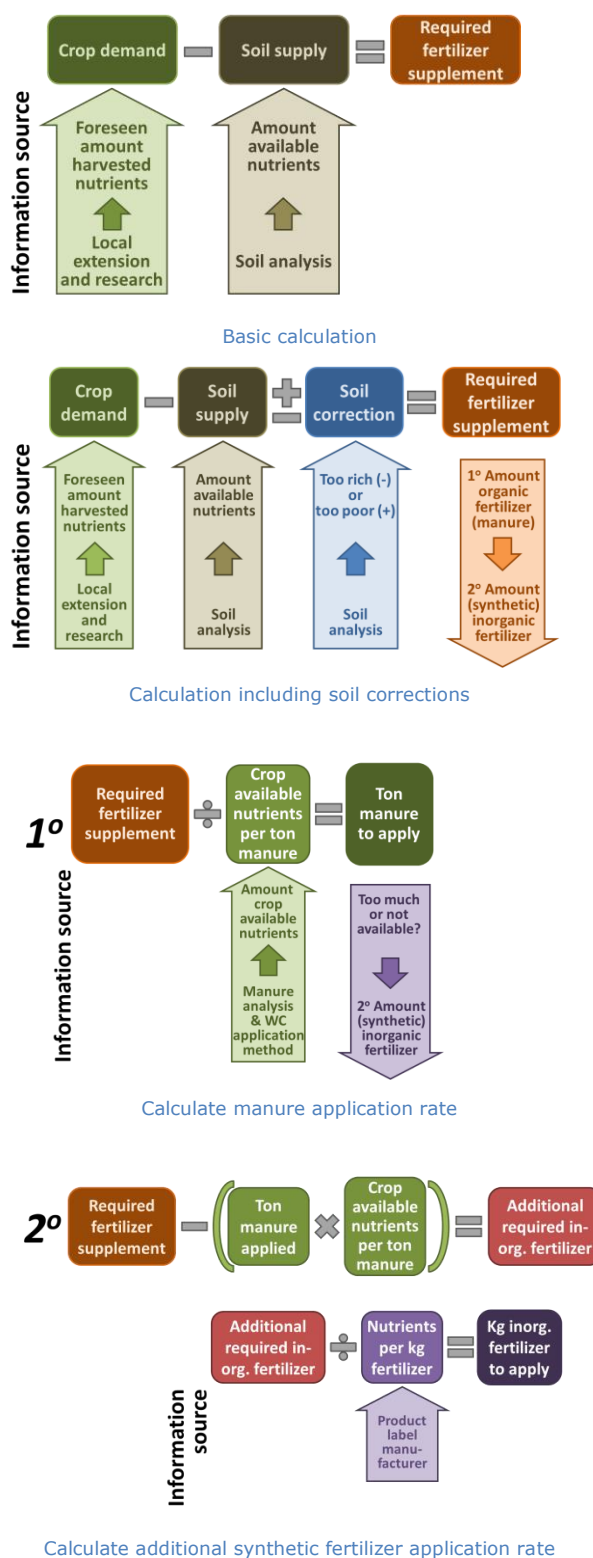 Crop demand
Soil supply
Required
fertilizer
supplement
Information source
Foreseen
amount
harvested
nutrients
Local
extension
and research
Amount
available
nutrients
Soil analysis
Basic calculation
Crop
demand
Soil
supply
Soil
correction
Required
fertilizer
supplement
Information source
Foreseen
amount
harvested
nutrients
Local
extension
and
research
Amount
available
nutrients
Soil
analysis
Too rich (-)
or
too poor (+)
Soil
analysis
1º Amount
organic
fertilizer
(manure)
2º Amount
(synthetic)
inorganic
fertilizer
Calculation including soil corrections
1º
Required
fertilizer
supplement
÷
Crop
available
nutrients
per ton
manure
Ton
manure
to apply
Information source
Amount
crop
available
nutrients
Manure
analysis
& WC
application
method
Too much
or not
available?
2º Amount
(synthetic)
inorganic
fertilizer
Calculate manure application rate
2º
Required
fertilizer
supplement
Ton
manure
applied
Crop
available
nutrients
per ton
manure
Additional
required in-
org. fertilizer
Additional
required in-
org. fertilizer
÷
Nutrients
per kg
fertilizer
Kg inorg.
fertilizer
to apply
Information
source
Product
label
manu-
facturer
Calculate additional synthetic fertilizer application rate